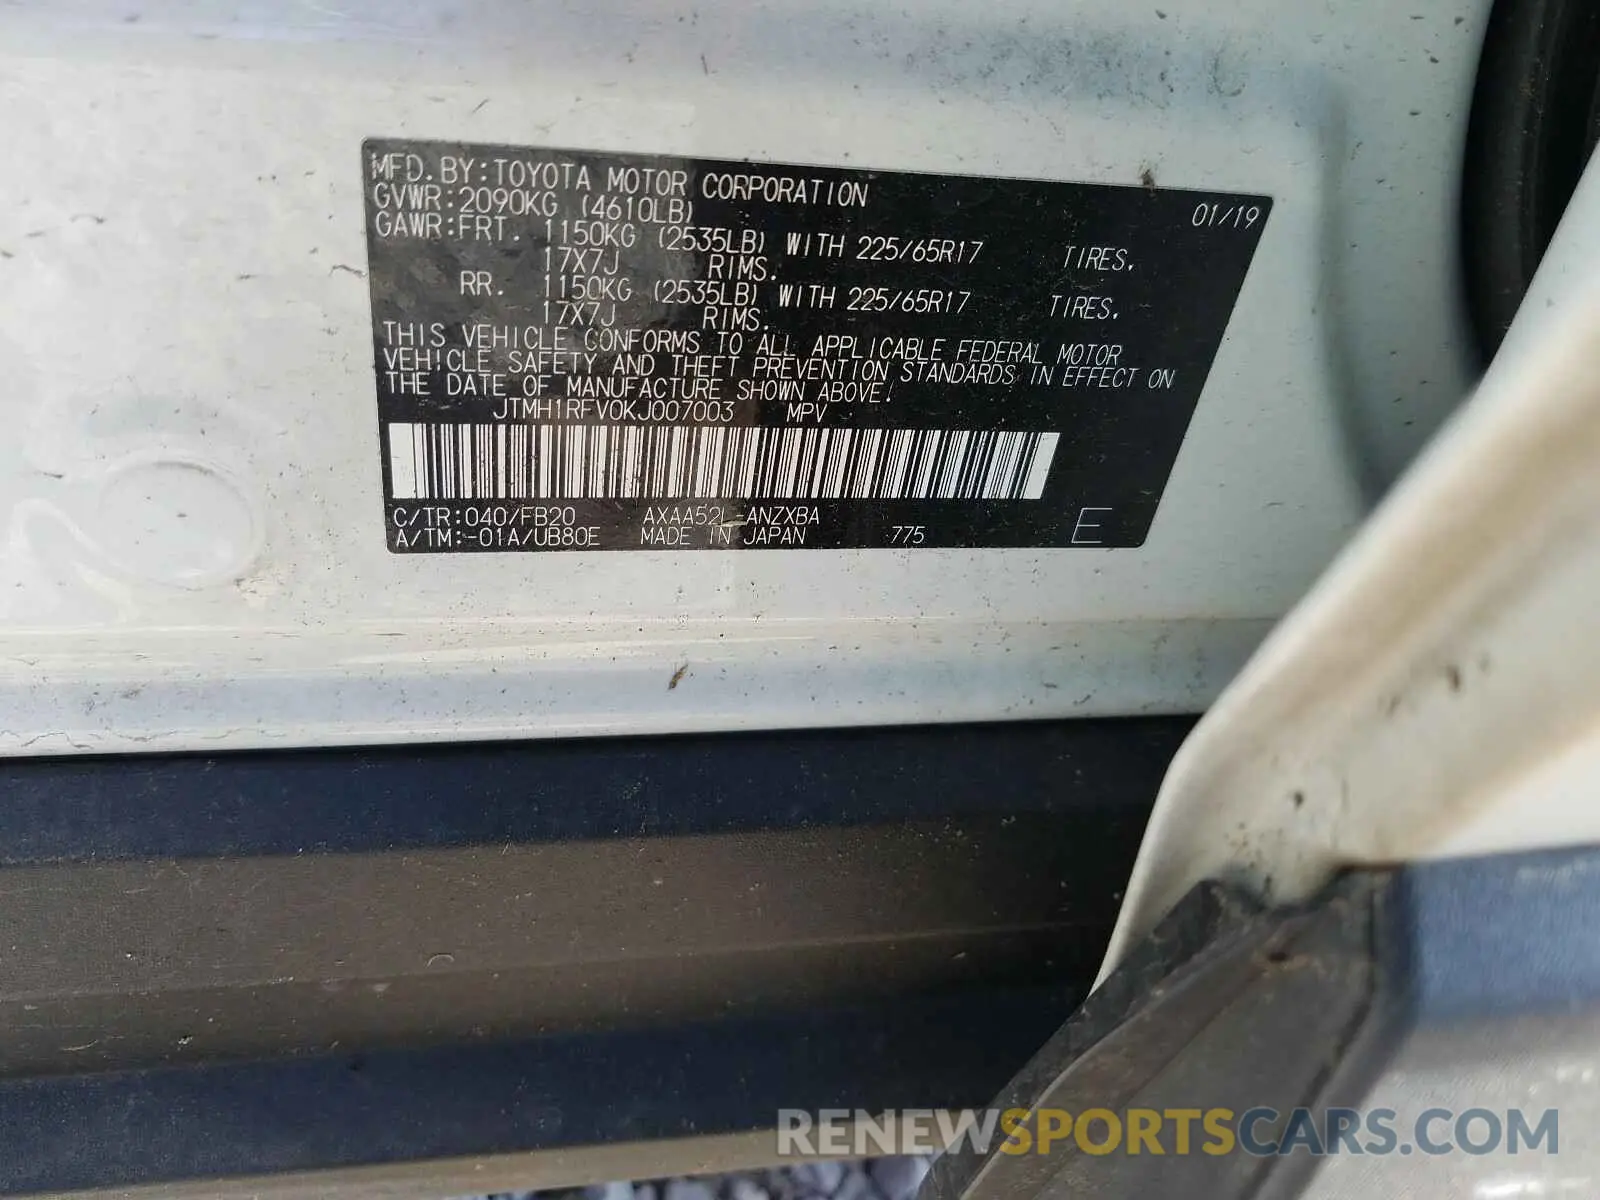 MFD. BY: TOYOTA MOTOR CORPORATION 01/19
GVWR: 2090KG (4610LB)
GAWR: FRT. 1150KG (2535LB) WITH 225/65R17 TIRES,
17X7J RIMS.
RR. 1150KG (2535LB) WITH 225/65R17 TIRES,
17X7J RIMS.
THIS VEHICLE CONFORMS TO ALL APPLICABLE FEDERAL MOTOR
VEHICLE SAFETY AND THEFT PREVENTION STANDARDS IN EFFECT ON
THE DATE OF MANUFACTURE SHOWN ABOVE.
JTMH1RFV0KJ007003 MPV
C/TR: 040/FB20 AXAA52L-ANZXBA
A/TM: -01A/UB80E MADE IN JAPAN 775 E
RENEWSPORTSCARS.COM